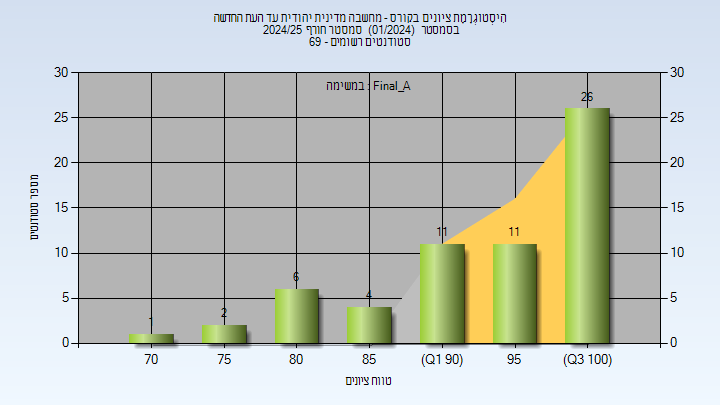 הִיסְטוֹגְרַמַת ציונים בקורס - מחשבה מדינית יהודית עד העת החדשה
בסמסטר (01/2024) סמסטר חורף 2024/25
סטודנטים רשומים - 69
במשימה : Final_A
30 30
26
25 25
20 20
15 15
11 11
10 10
6
5 5
4
2
1
0 0
70 75 80 85 (Q1 90) 95 (Q3 100)
מספר סטודנטים
טווח ציונים